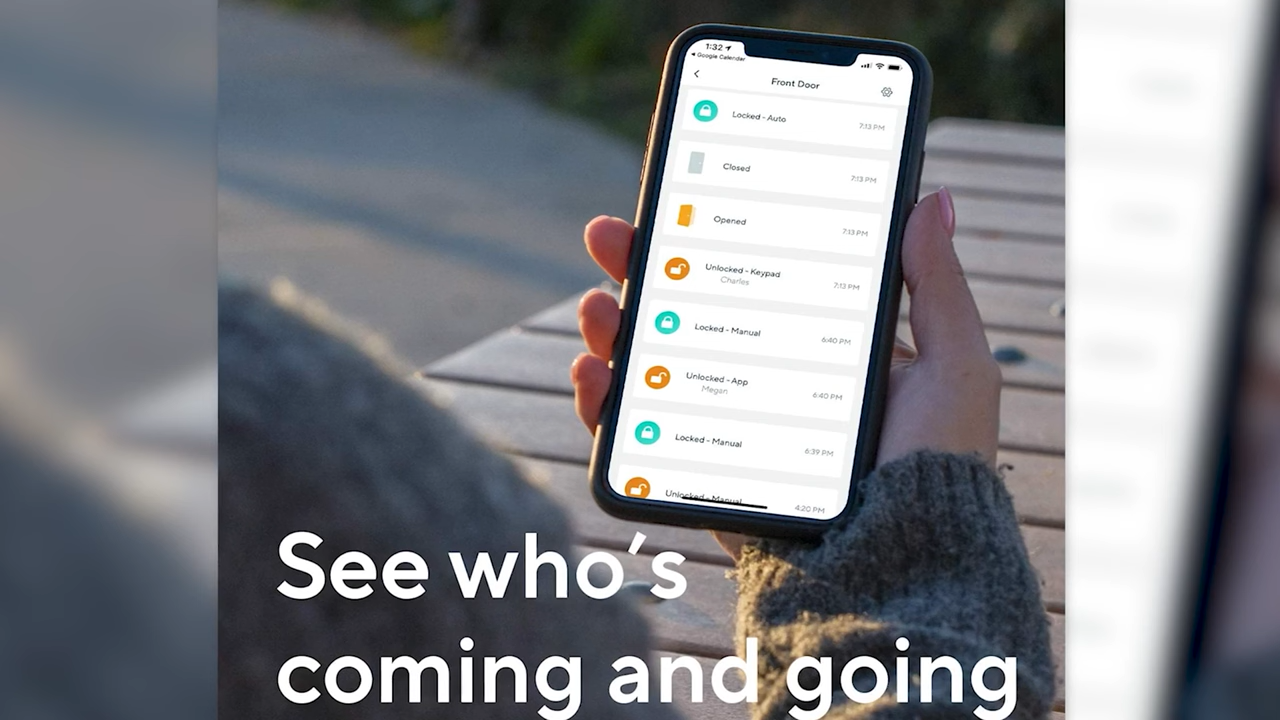 1:32
Google Calendar
Front Door
Locked - Auto
7:13 PM
Closed
7:13 PM
Opened
7:13 PM
Unlocked - Keypad
Charles
7:13 PM
Locked - Manual
6:40 PM
Unlocked - App
Megan
6:40 PM
Locked - Manual
6:39 PM
Unlocked - Manual
4:20 PM
See who's
coming and going